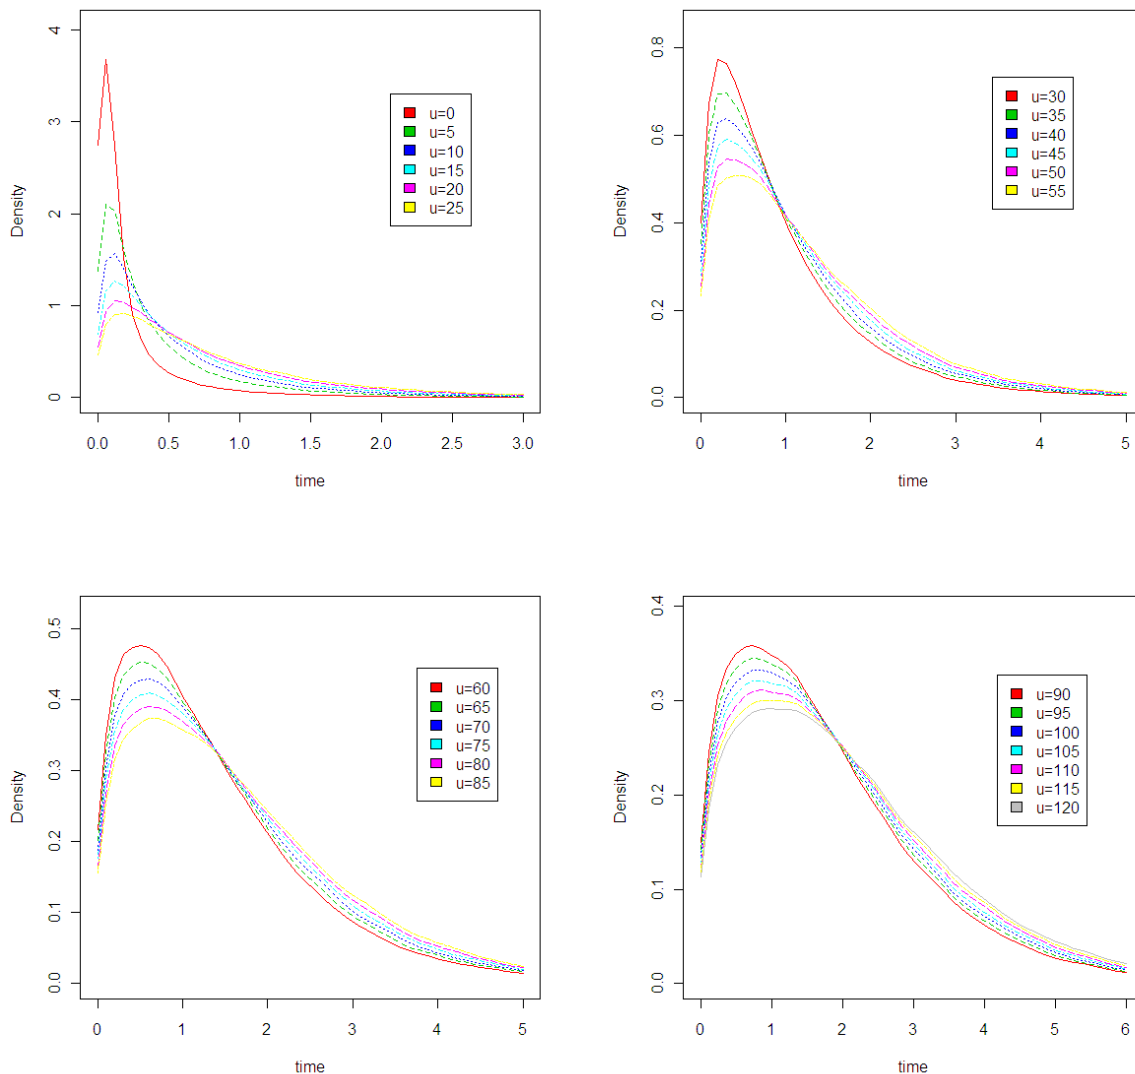 4
3
2
1
0
Density
u=0
u=5
u=10
u=15
u=20
u=25
0.0 0.5 1.0 1.5 2.0 2.5 3.0
time
0.8
0.6
0.4
0.2
0.0
Density
u=30
u=35
u=40
u=45
u=50
u=55
0 1 2 3 4 5
time
0.5
0.4
0.3
0.2
0.1
0.0
Density
u=60
u=65
u=70
u=75
u=80
u=85
0 1 2 3 4 5
time
0.4
0.3
0.2
0.1
0.0
Density
u=90
u=95
u=100
u=105
u=110
u=115
u=120
0 1 2 3 4 5 6
time